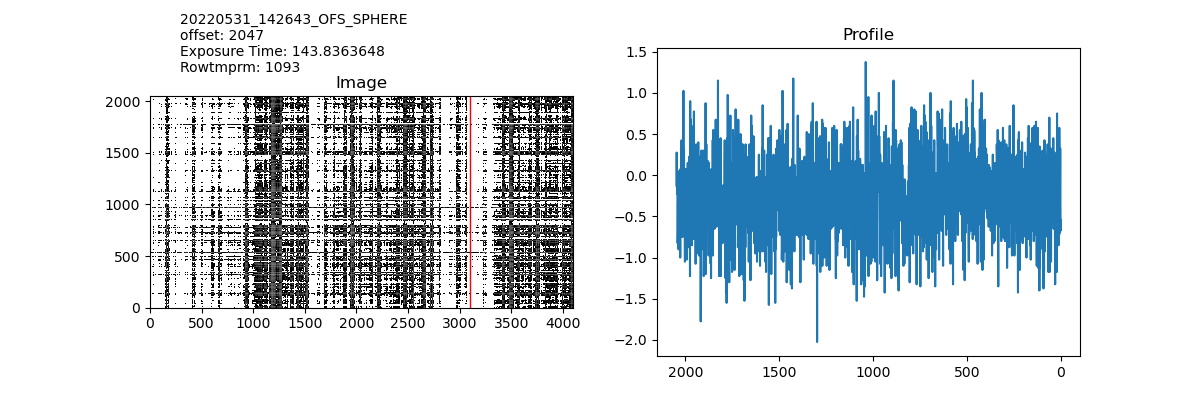 20220531_142643_OFS_SPHERE
offset: 2047
Exposure Time: 143.8363648
Rowtmprm: 1093
Image
2000
1500
1000
500
0
0 500 1000 1500 2000 2500 3000 3500 4000
Profile
1.5
1.0
0.5
0.0
−0.5
−1.0
−1.5
−2.0
2000 1500 1000 500 0